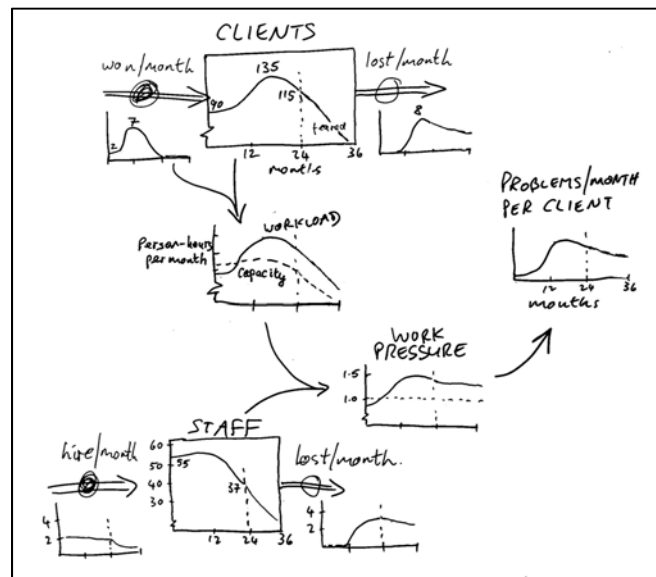 CLIENTS
won/month
lost/month
135
90
115
feared
12
24
36
months
2
7
8
WORKLOAD
Person-hours
per month
Capacity
PROBLEMS/MONTH
PER CLIENT
12
24
36
months
WORK
PRESSURE
1.5
1.0
STAFF
hire/month
lost/month.
60
50
40
30
55
37
12
24
36
4
2
4
2